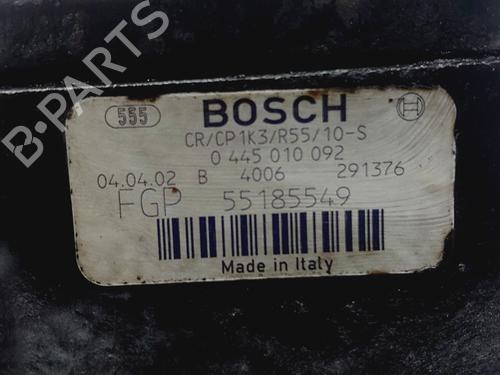 B-PARTS
555 BOSCH
CR/CP1K3/R55/10-S
0 445 010 092
04.04.02 B 4006 291376
FGP 55185549
Made in Italy